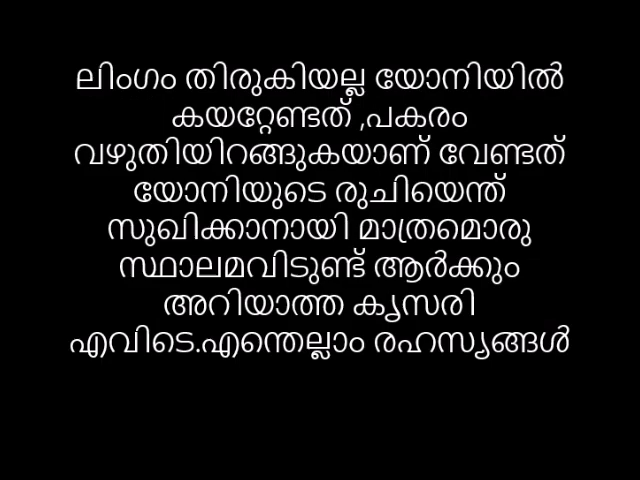 ലിംഗം തിരുകിയല്ല യോനിയിൽ
കയറ്റേണ്ടത് ,പകരം
വഴുതിയിറങ്ങുകയാണ് വേണ്ടത്
യോനിയുടെ രുചിയെന്ത്
സുഖിക്കാനായി മാത്രമൊരു
സ്ഥാലമവിടുണ്ട് ആർക്കും
അറിയാത്ത കൃസരി
എവിടെ.എന്തെല്ലാം രഹസ്യങ്ങൾ